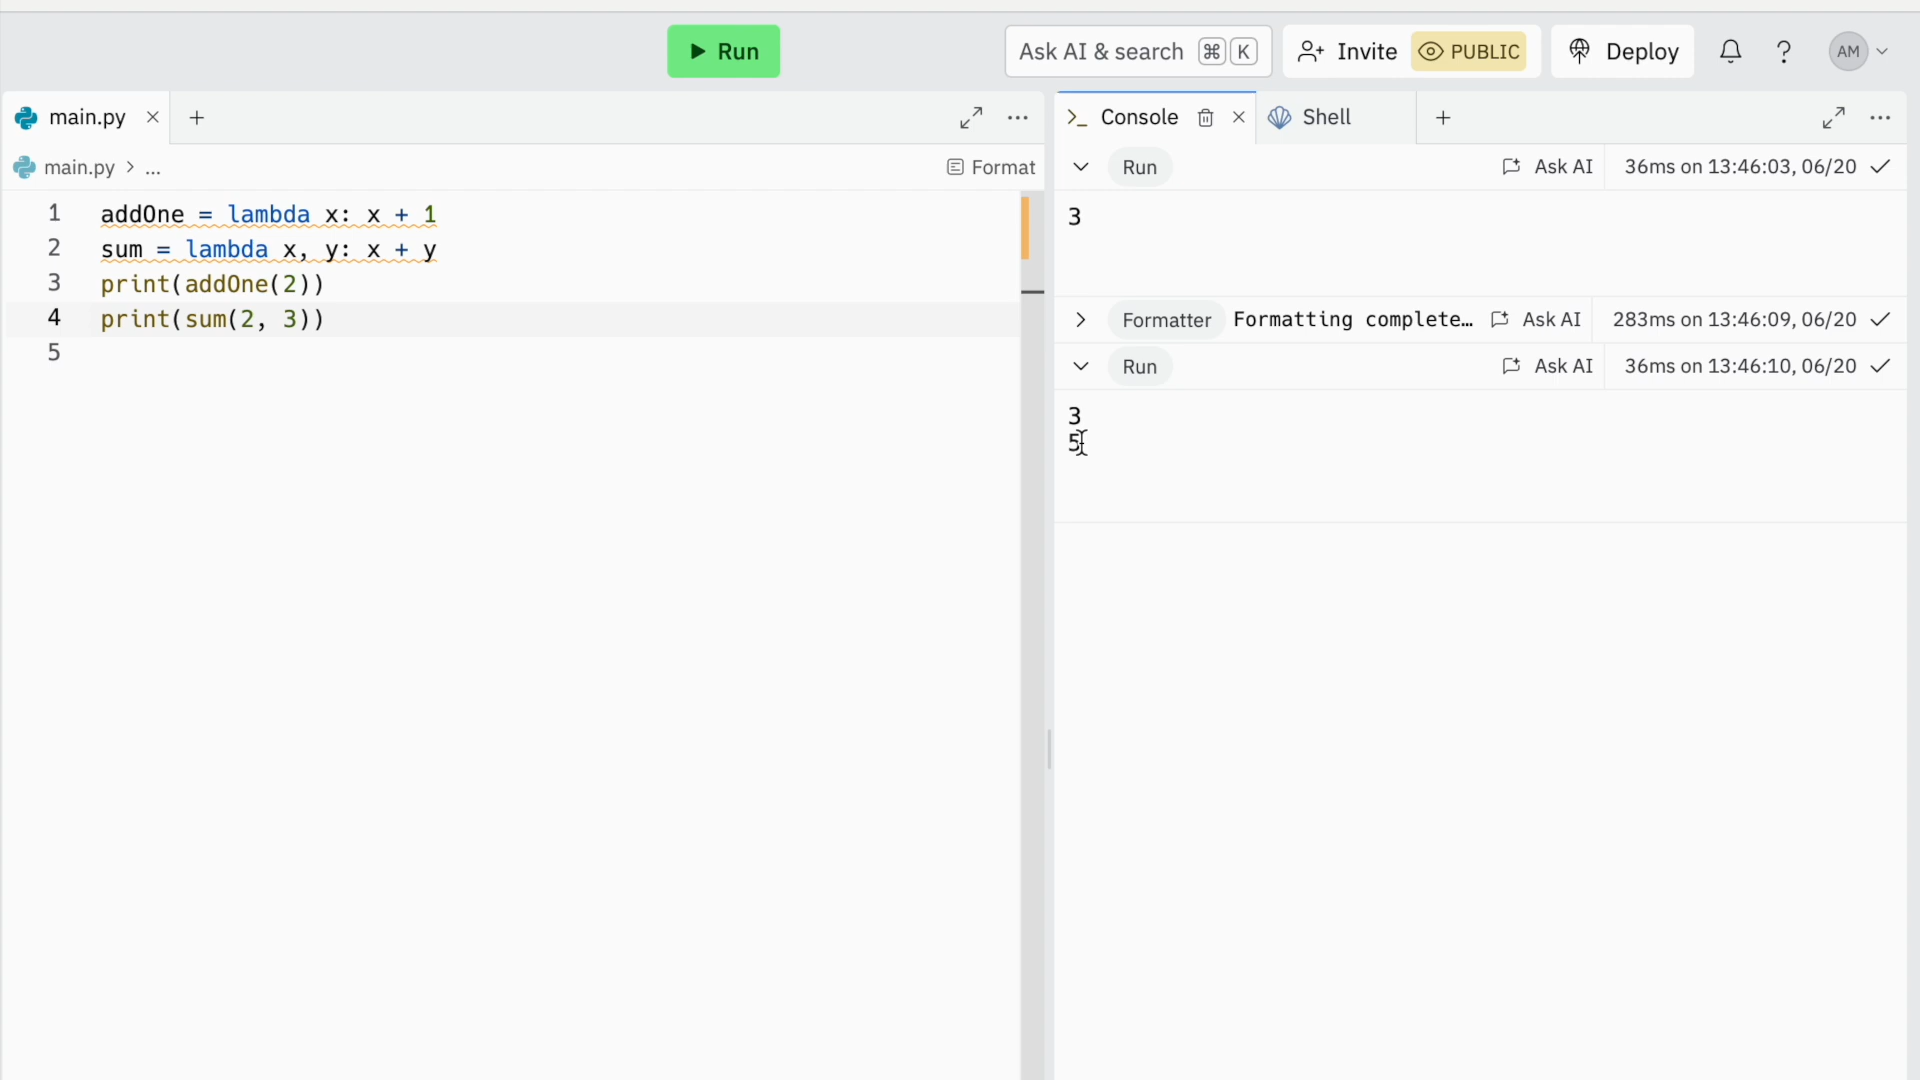 Run
Ask AI & search ⌘ K
Invite PUBLIC
Deploy
?
AM
main.py
main.py > ...
Format
1 addOne = lambda x: x + 1
2 sum = lambda x, y: x + y
3 print(addOne(2))
4 print(sum(2, 3))
5
Console
Shell
Run Ask AI 36ms on 13:46:03, 06/20
3
Formatter Formatting complete… Ask AI 283ms on 13:46:09, 06/20
Run Ask AI 36ms on 13:46:10, 06/20
3
5